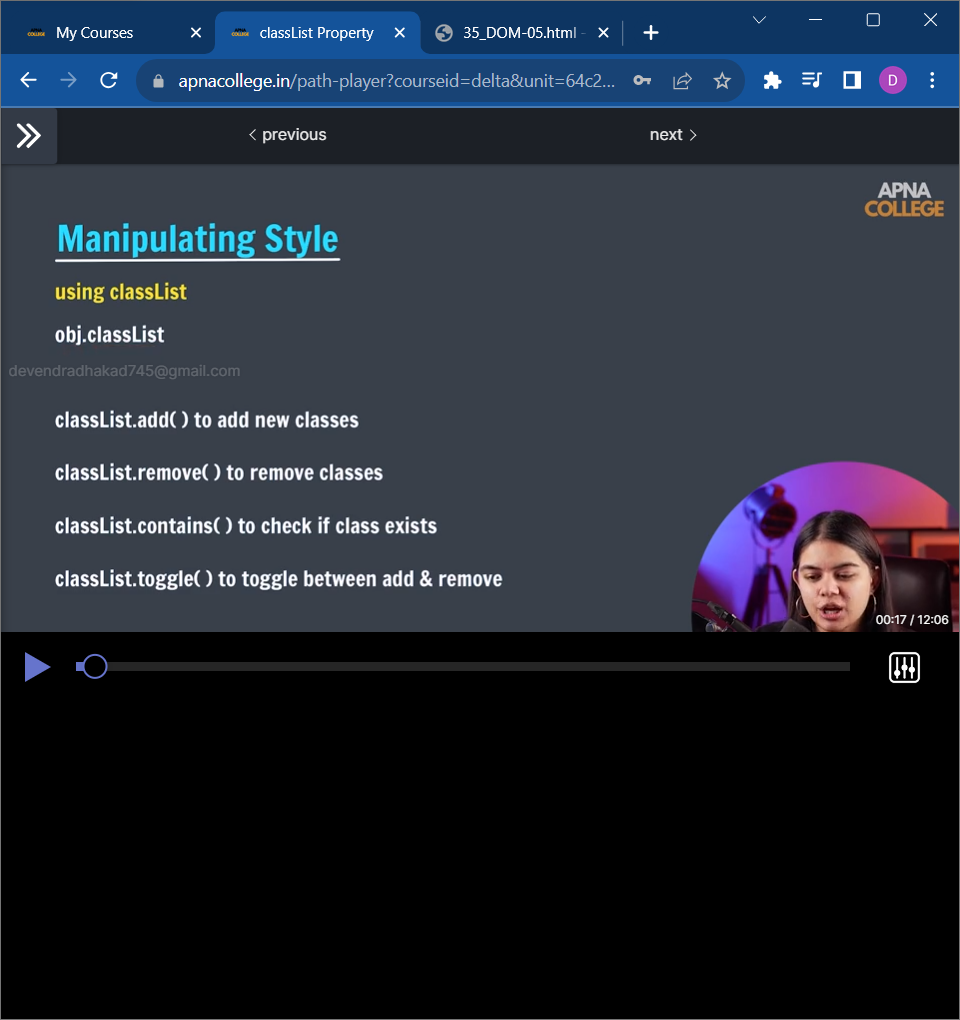 My Courses
classList Property
35_DOM-05.html -
apnacollege.in/path-player?courseid=delta&unit=64c2...
D
previous
next
APNA
COLLEGE
Manipulating Style
using classList
obj.classList
devendradhakad745@gmail.com
classList.add( ) to add new classes
classList.remove( ) to remove classes
classList.contains( ) to check if class exists
classList.toggle( ) to toggle between add & remove
00:17 / 12:06